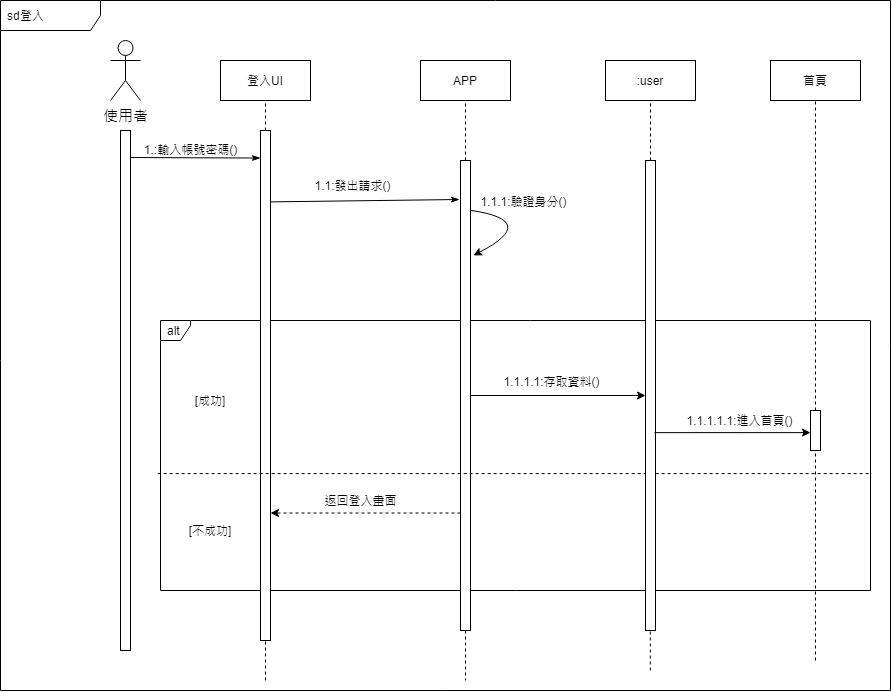 sd登入
使用者
登入UI
APP
:user
首頁
1.:輸入帳號密碼()
1.1:發出請求()
1.1.1:驗證身分()
alt
[成功]
1.1.1.1:存取資料()
1.1.1.1.1:進入首頁()
返回登入畫面
[不成功]